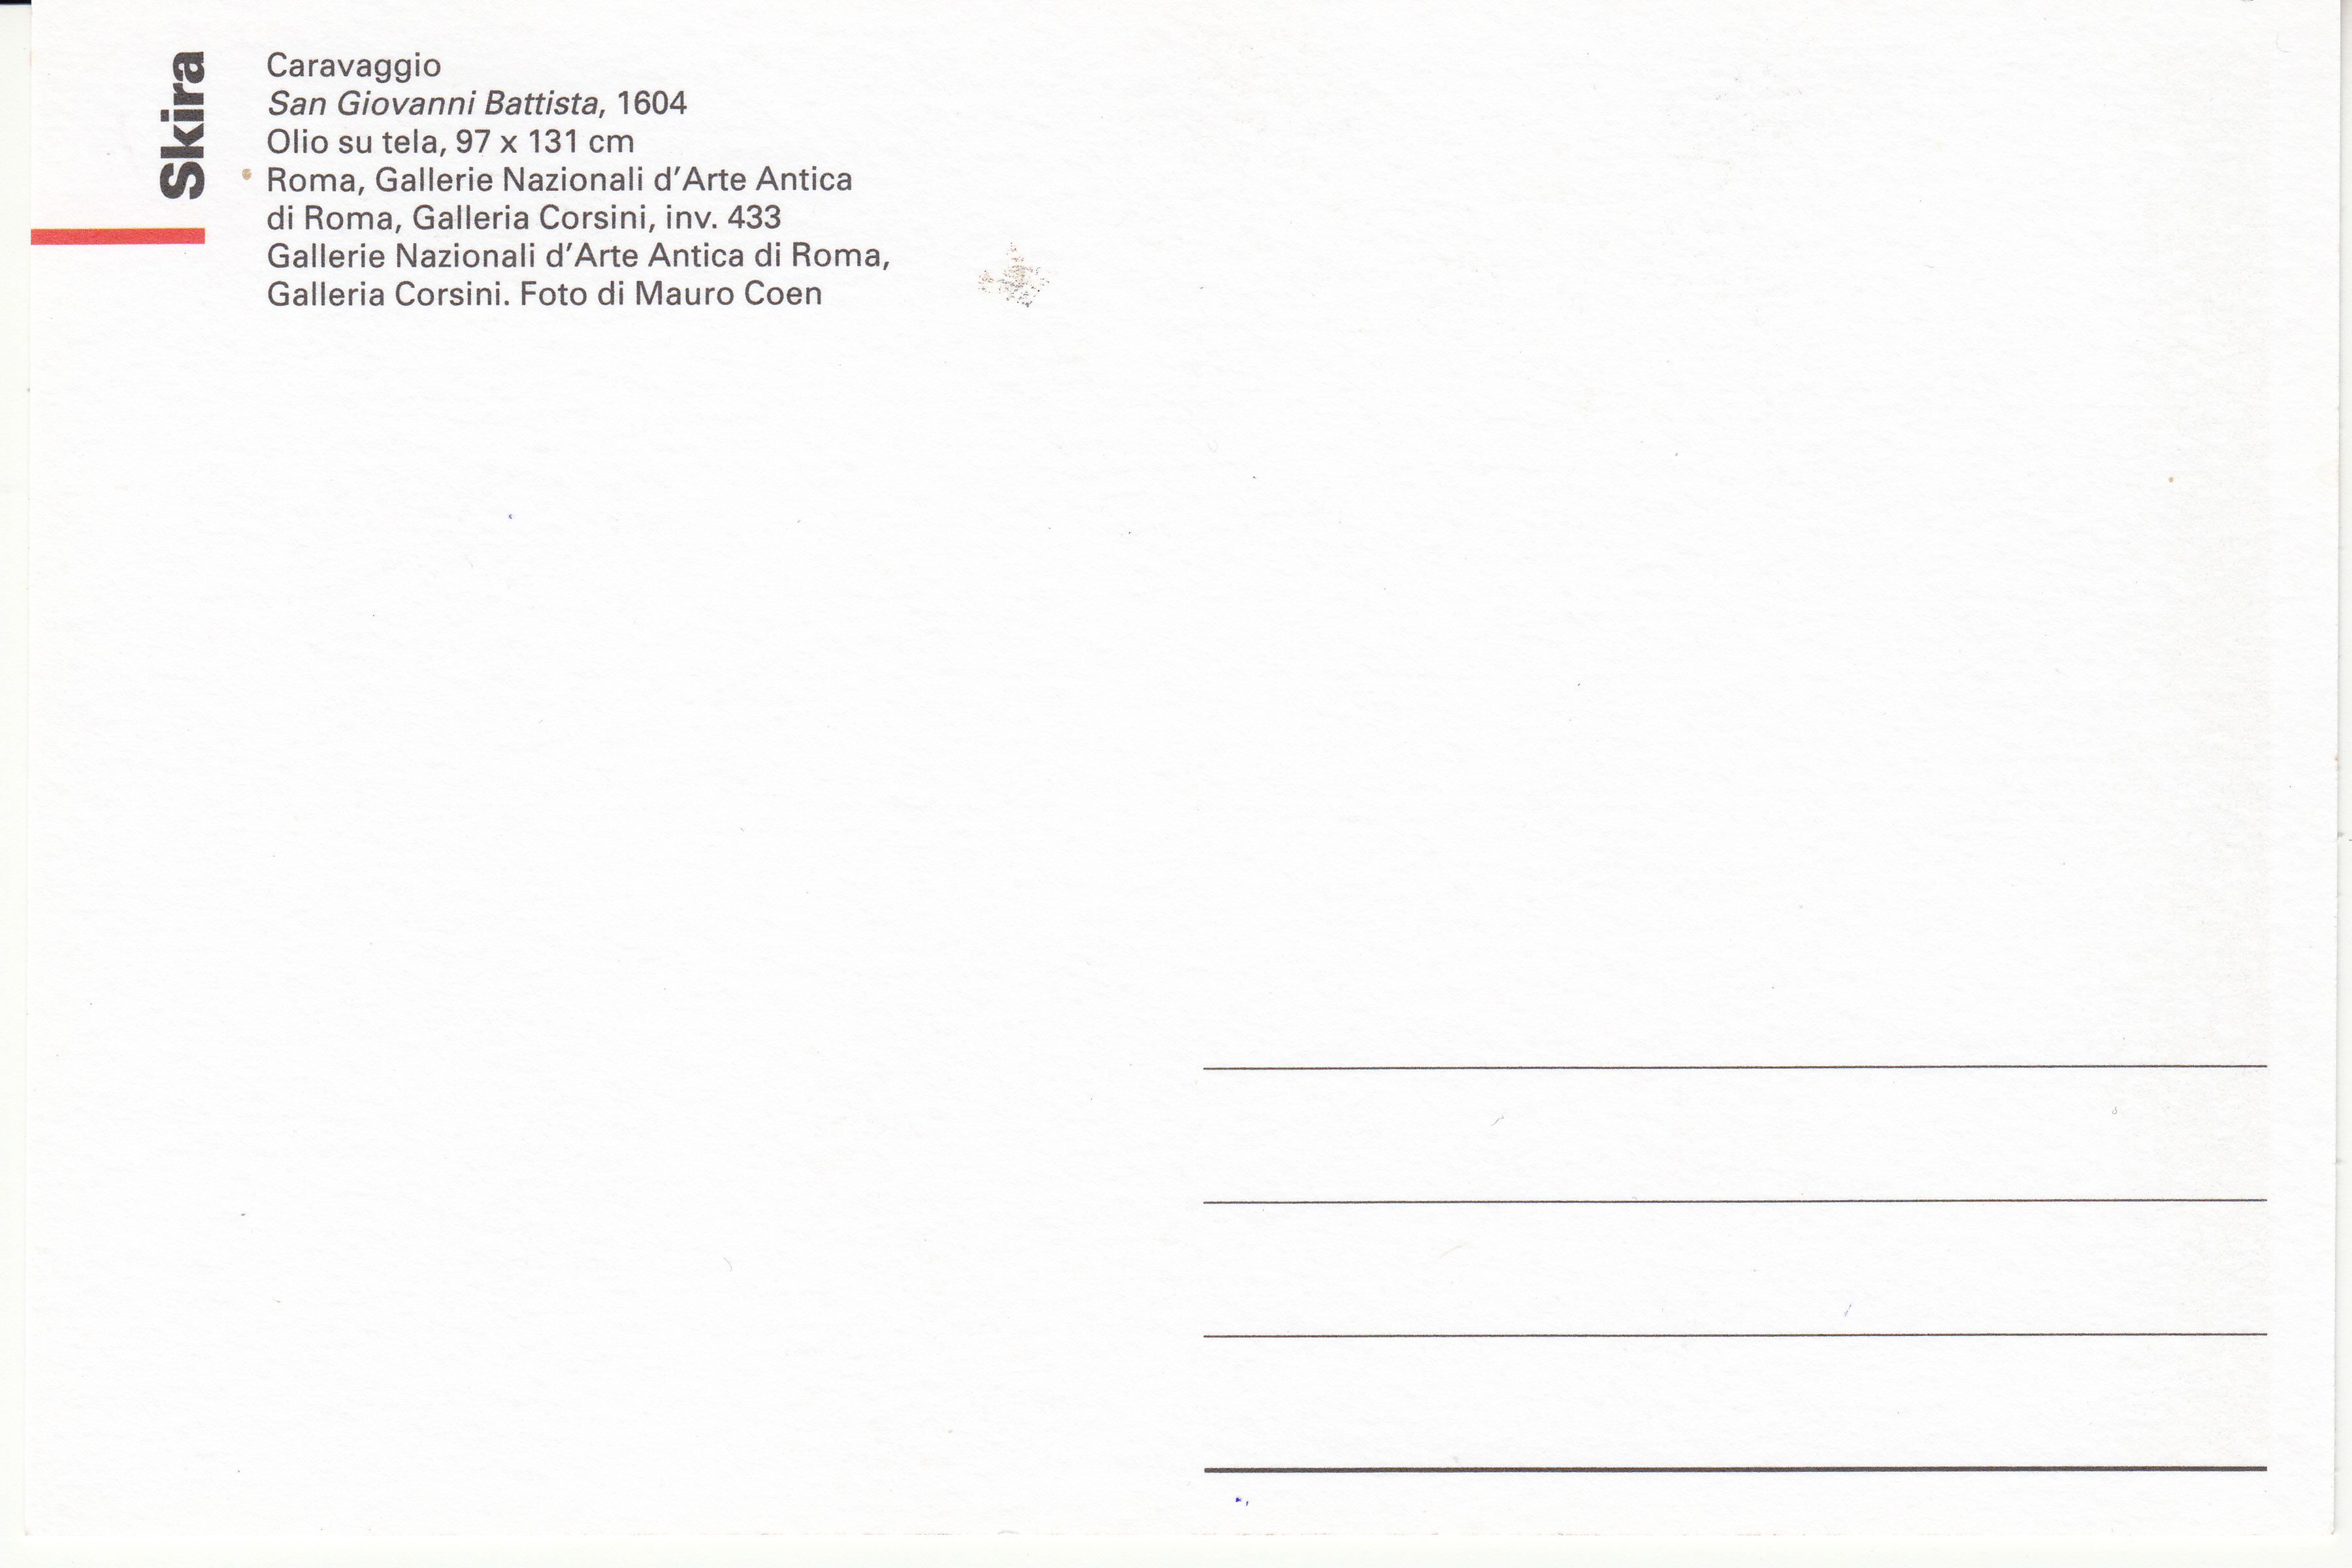 Skira
Caravaggio
San Giovanni Battista, 1604
Olio su tela, 97 x 131 cm
Roma, Gallerie Nazionali d’Arte Antica
di Roma, Galleria Corsini, inv. 433
Gallerie Nazionali d’Arte Antica di Roma,
Galleria Corsini. Foto di Mauro Coen